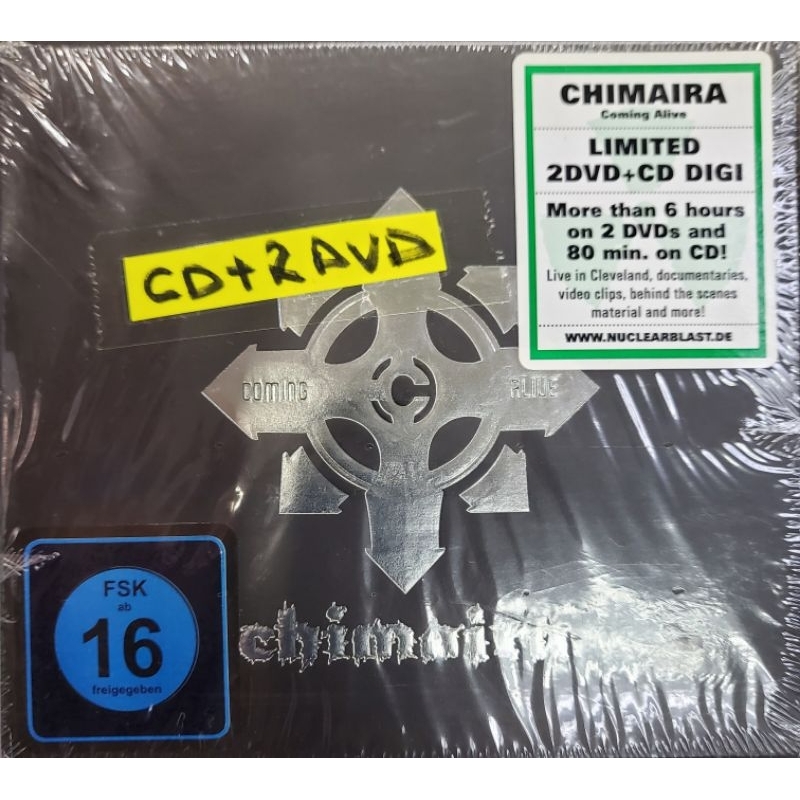 CHIMAIRA
Coming Alive
LIMITED
2DVD+CD DIGI
More than 6 hours
on 2 DVDs and
80 min. on CD!
Live in Cleveland, documentaries,
video clips, behind the scenes
material and more!
WWW.NUCLEARBLAST.DE
CD+2DVD
COMING C ALIVE
chimaira
FSK
ab
16
freigegeben